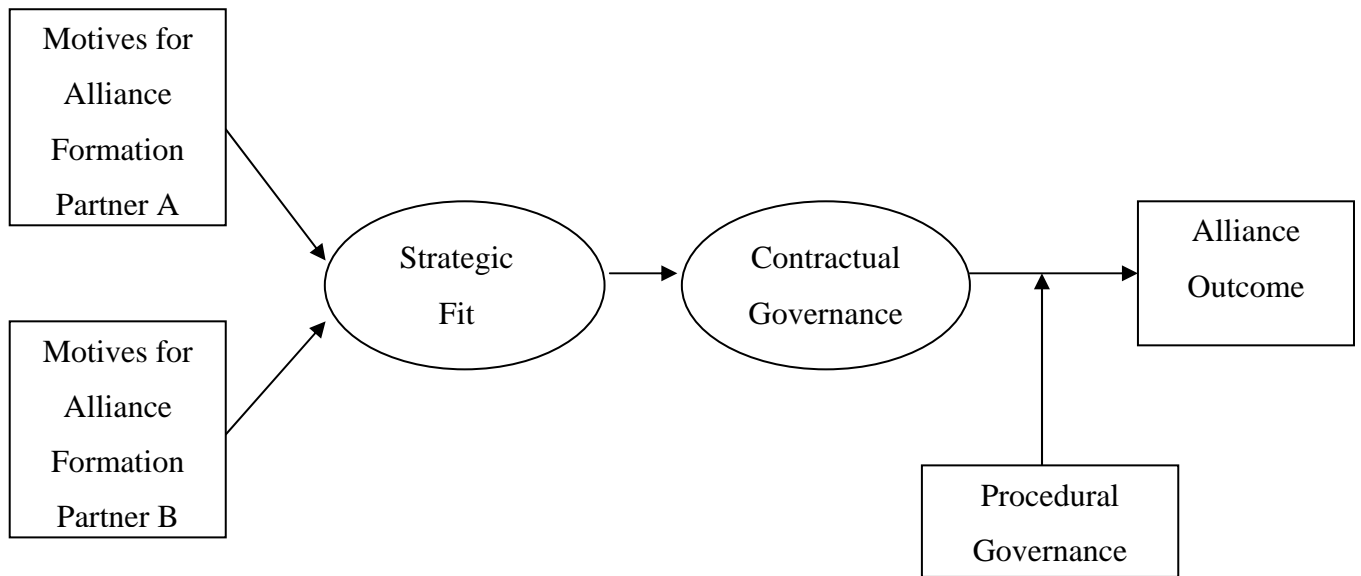 Motives for
Alliance
Formation
Partner A
Strategic
Fit
Contractual
Governance
Alliance
Outcome
Motives for
Alliance
Formation
Partner B
Procedural
Governance